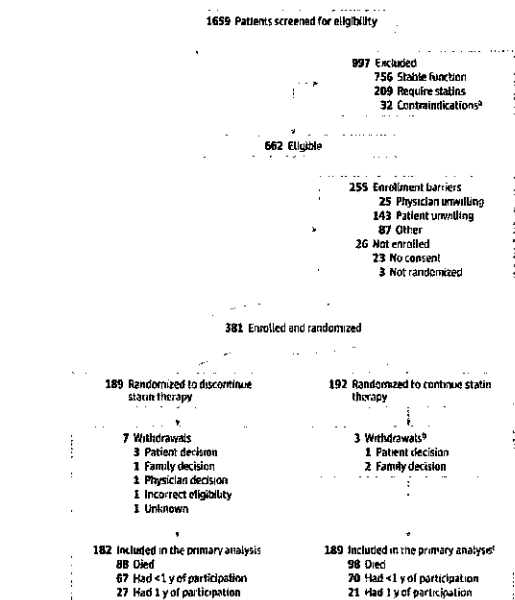 1659 Patients screened for eligibility
997 Excluded
756 Stable function
209 Require statins
32 Contraindicationsa
662 Eligible
255 Enrollment barriers
25 Physician unwilling
143 Patient unwilling
87 Other
26 Not enrolled
23 No consent
3 Not randomized
381 Enrolled and randomized
189 Randomized to discontinue
statin therapy
192 Randomized to continue statin
therapy
7 Withdrawals
3 Patient decision
1 Family decision
1 Physician decision
1 Incorrect eligibility
1 Unknown
3 Withdrawalsb
1 Patient decision
2 Family decision
182 Included in the primary analysis
88 Died
67 Had <1 y of participation
27 Had 1 y of participation
189 Included in the primary analysisc
98 Died
70 Had <1 y of participation
21 Had 1 y of participation